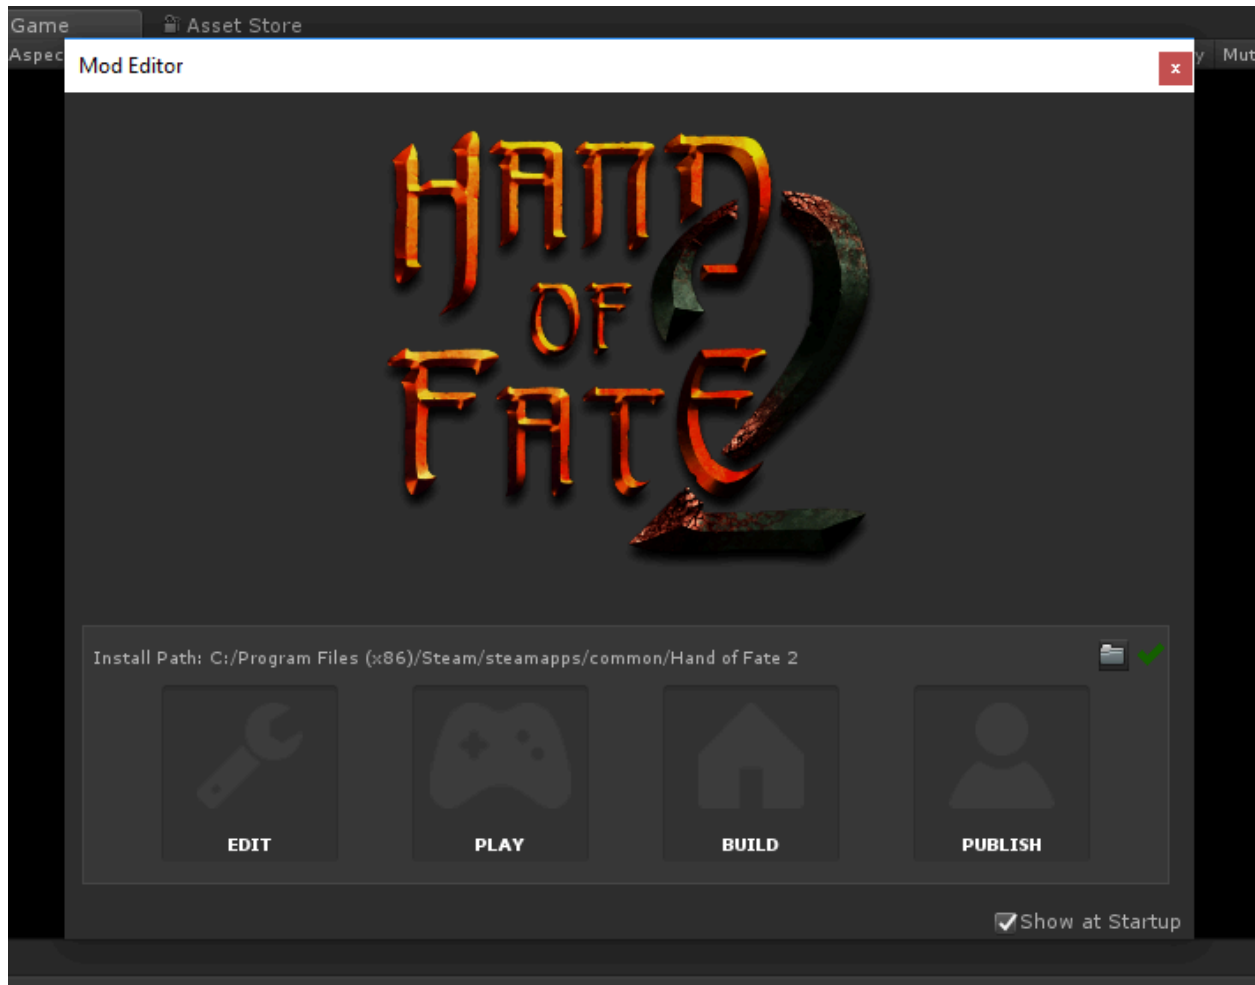 Game
Asset Store
Aspec
y
Mut
Mod Editor
x
HAND
OF
FATE
2
Install Path: C:/Program Files (x86)/Steam/steamapps/common/Hand of Fate 2
EDIT
PLAY
BUILD
PUBLISH
Show at Startup